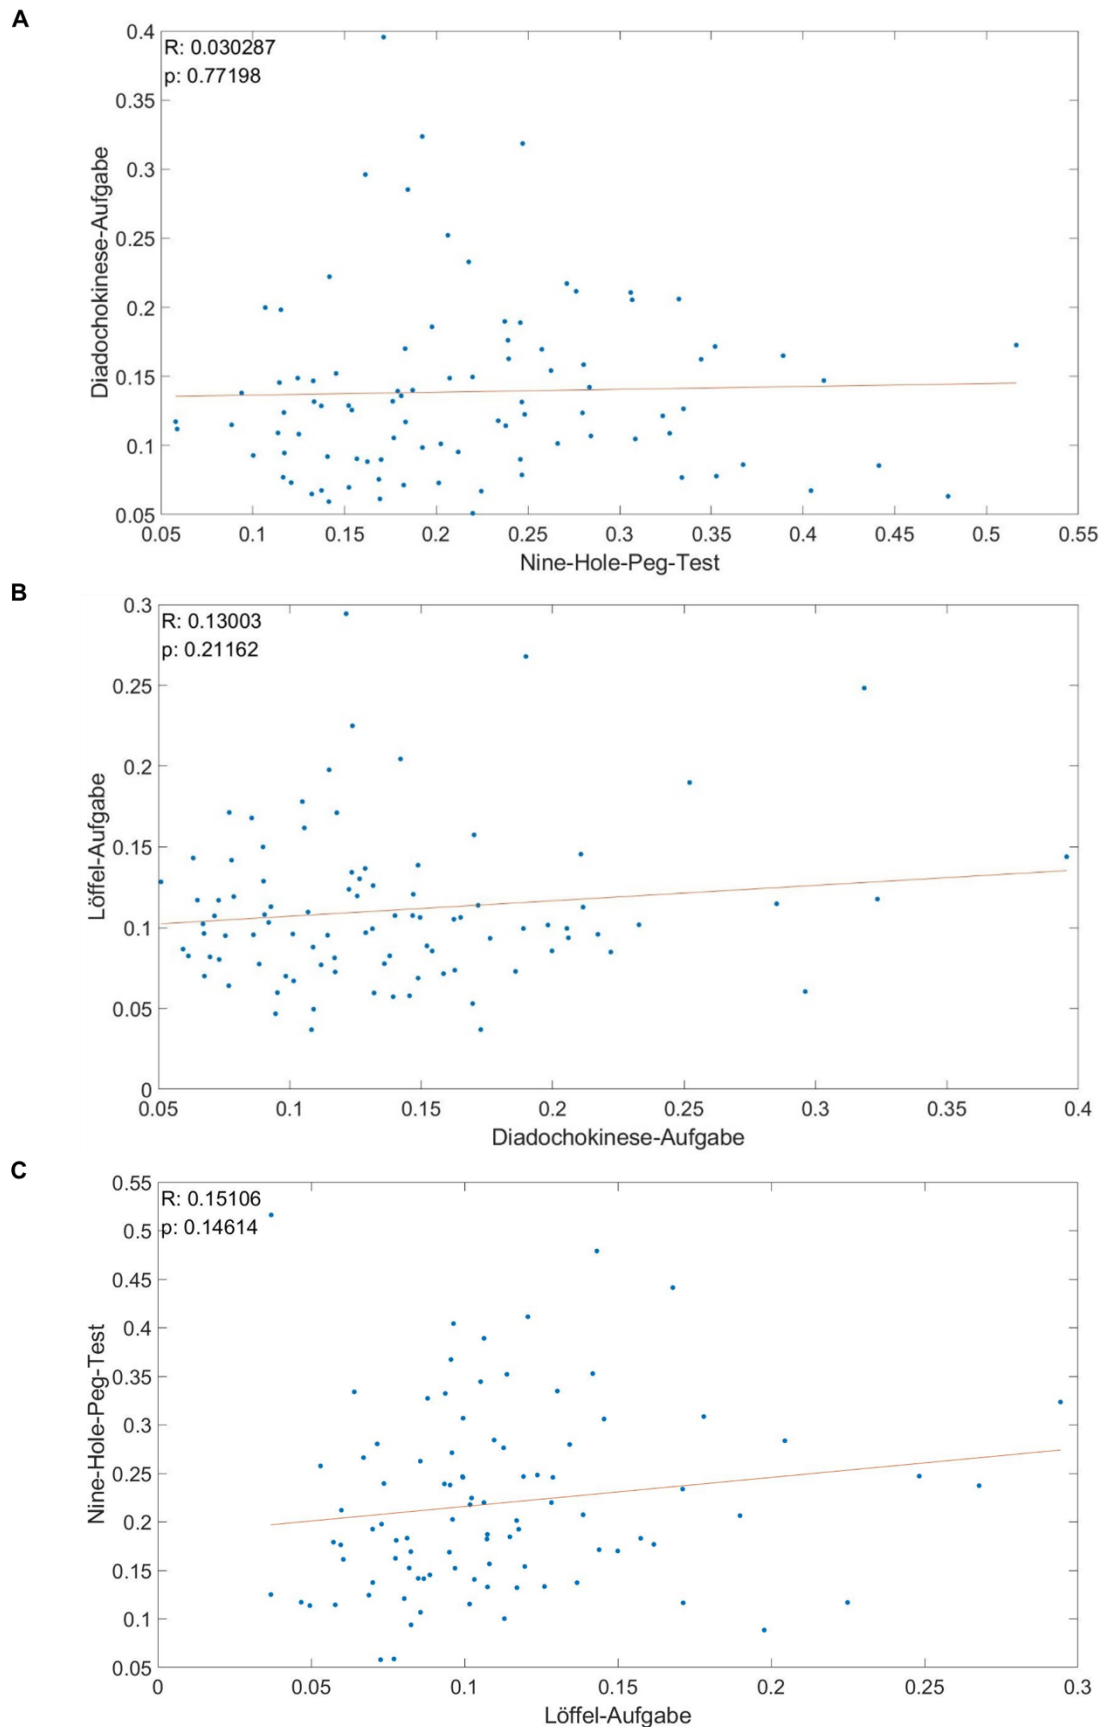 A
R: 0.030287
p: 0.77198
0.4
0.35
0.3
0.25
0.2
0.15
0.1
0.05
Diadochokinese-Aufgabe
0.05 0.1 0.15 0.2 0.25 0.3 0.35 0.4 0.45 0.5 0.55
Nine-Hole-Peg-Test
B
R: 0.13003
p: 0.21162
0.3
0.25
0.2
0.15
0.1
0.05
0
Löffel-Aufgabe
0.05 0.1 0.15 0.2 0.25 0.3 0.35 0.4
Diadochokinese-Aufgabe
C
R: 0.15106
p: 0.14614
0.55
0.5
0.45
0.4
0.35
0.3
0.25
0.2
0.15
0.1
0.05
Nine-Hole-Peg-Test
0 0.05 0.1 0.15 0.2 0.25 0.3
Löffel-Aufgabe